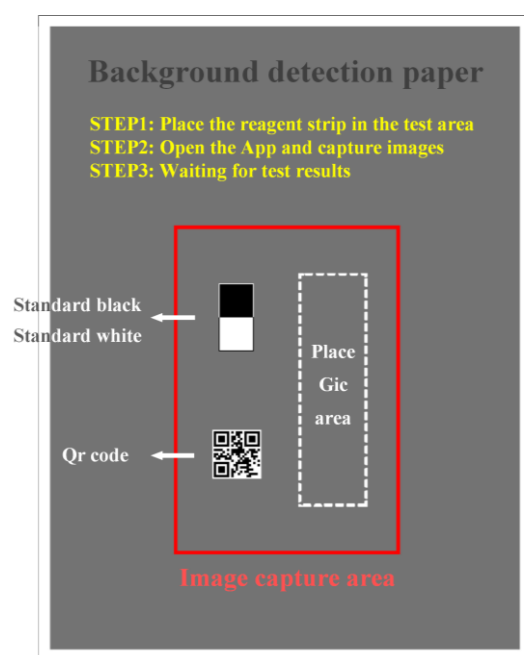 Background detection paper
STEP1: Place the reagent strip in the test area
STEP2: Open the App and capture images
STEP3: Waiting for test results
Standard black
Standard white
Place
Gic
area
Qr code
Image capture area